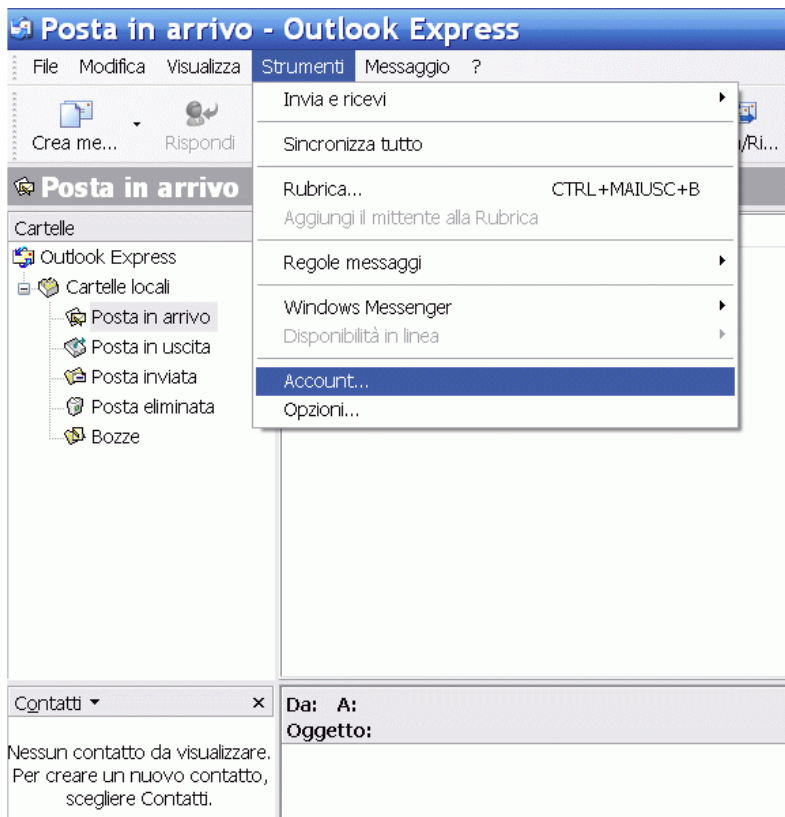 Posta in arrivo - Outlook Express
File Modifica Visualizza Strumenti Messaggio ?
Crea me... Rispondi /Ri...
Invia e ricevi
Sincronizza tutto
Rubrica... CTRL+MAIUSC+B
Aggiungi il mittente alla Rubrica
Regole messaggi
Windows Messenger
Disponibilità in linea
Account...
Opzioni...
Posta in arrivo
Cartelle
Outlook Express
Cartelle locali
Posta in arrivo
Posta in uscita
Posta inviata
Posta eliminata
Bozze
Contatti
Nessun contatto da visualizzare.
Per creare un nuovo contatto,
scegliere Contatti.
Da: A:
Oggetto: